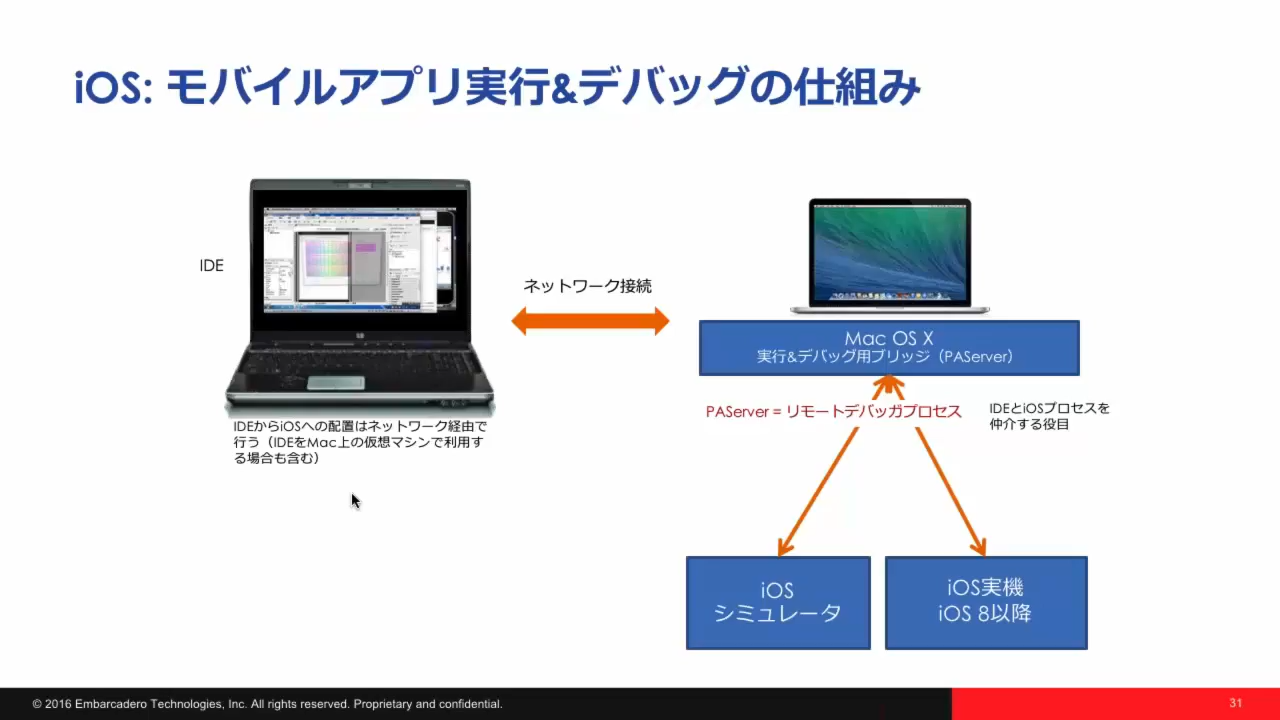 iOS: モバイルアプリ実行&デバッグの仕組み
IDE
ネットワーク接続
Mac OS X
実行&デバッグ用ブリッジ（PAServer）
IDEからiOSへの配置はネットワーク経由で
行う（IDEをMac上の仮想マシンで利用す
る場合も含む）
PAServer = リモートデバッガプロセス
IDEとiOSプロセスを
仲介する役目
iOS
シミュレータ
iOS実機
iOS 8以降
© 2016 Embarcadero Technologies, Inc. All rights reserved. Proprietary and confidential.
31